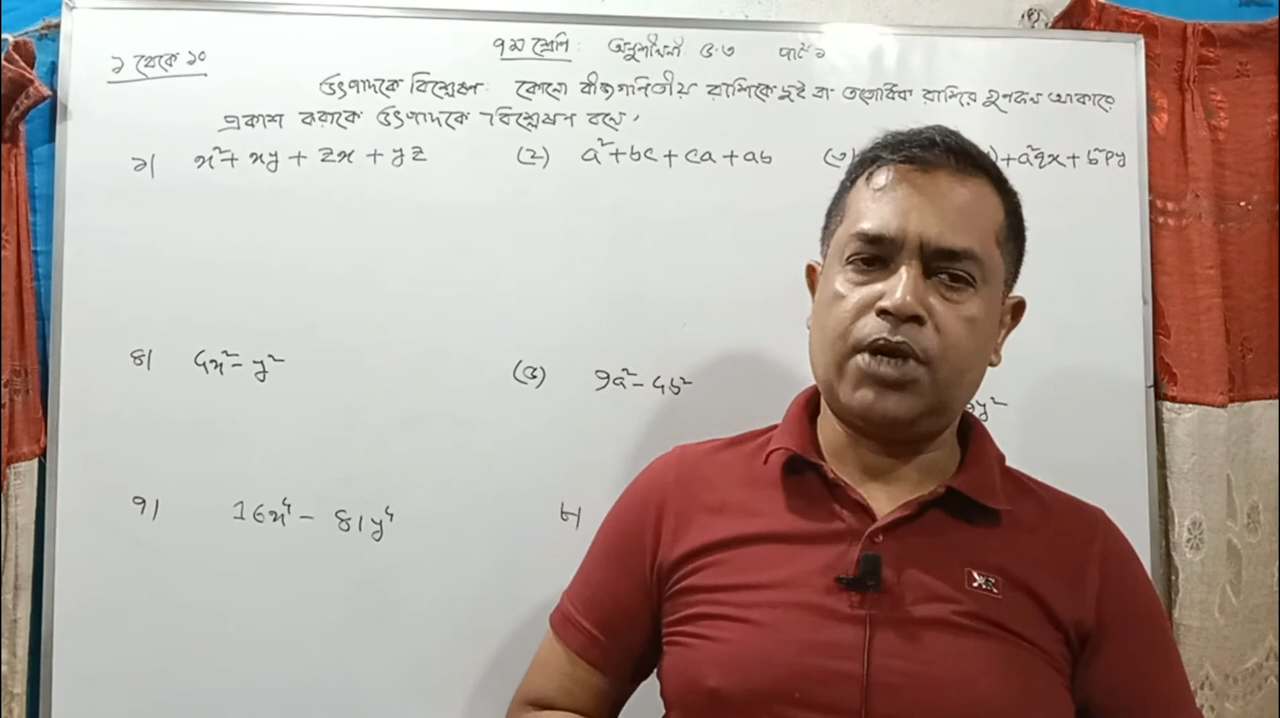 ১ থেকে ১০
৭ম শ্রেণি: অনুশীলনী ৫.৩ পার্ট ১
উৎপাদকে বিশ্লেষণ: কোনো বীজগানিতীয় রাশিকে দুই বা ততোধিক রাশির গুণফল আকারে
প্রকাশ করাকে উৎপাদকে বিশ্লেষণ বলে।
১। x²+ xy + zx + yz (2) a²+bc + ca + ab (৩) + a²qx + b²py
৪। 4x² - y² (৫) 9a² - 4b² y²
৭। 16x⁴ - 81y⁴ ৮।